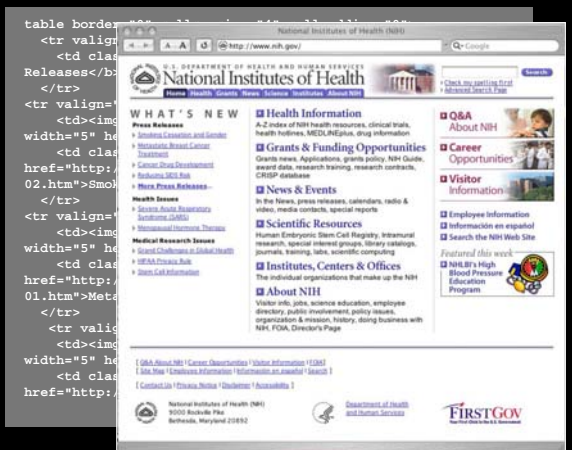 table border
<tr valign
<td clas
Releases</b>
</tr>
<tr valign="
<td><img
width="5" he
<td clas
href="http:/
02.htm">Smok
</tr>
<tr valign="
<td><img
width="5" he
<td clas
href="http:/
01.htm">Meta
</tr>
<tr valig
<td><img
width="5" he
<td clas
href="http:/
National Institutes of Health (NIH)
A A
http://www.nih.gov/
Q- Google
U.S. DEPARTMENT OF HEALTH AND HUMAN SERVICES
National Institutes of Health
Home Health Grants News Science Institutes About NIH
Search
Check my spelling first
Advanced Search Page
WHAT'S NEW
Press Releases
Smoking Cessation and Gender
Metastatic Breast Cancer
Treatment
Cancer Drug Development
Reducing SIDS Risk
More Press Releases...
Health Issues
Severe Acute Respiratory
Syndrome (SARS)
Menopausal Hormone Therapy
Medical Research Issues
Grand Challenges in Global Health
HIPAA Privacy Rule
Stem Cell Information
Health Information
A-Z index of NIH health resources, clinical trials,
health hotlines, MEDLINEplus, drug information
Grants & Funding Opportunities
Grants news, Applications, grants policy, NIH Guide,
award data, research training, research contracts,
CRISP database
News & Events
In the News, press releases, calendars, radio &
video, media contacts, special reports
Scientific Resources
Human Embryonic Stem Cell Registry, Intramural
research, special interest groups, library catalogs,
journals, training, labs, scientific computing
Institutes, Centers & Offices
The individual organizations that make up the NIH
About NIH
Visitor info, jobs, science education, employee
directory, public involvement, policy issues,
organization & mission, history, doing business with
NIH, FOIA, Director's Page
Q&A
About NIH
Career
Opportunities
Visitor
Information
Employee Information
Información en español
Search the NIH Web Site
Featured this week
NHLBI's High
Blood Pressure
Education
Program
[ Q&A About NIH | Career Opportunities | Visitor Information | FOIA]
[ Site Map | Employee Information | Información en español | Search ]
[ Contact Us | Privacy Notice | Disclaimer | Accessibility ]
National Institutes of Health (NIH)
9000 Rockville Pike
Bethesda, Maryland 20892
Department of Health
and Human Services
FIRSTGOV
Your First Click to the U.S. Government